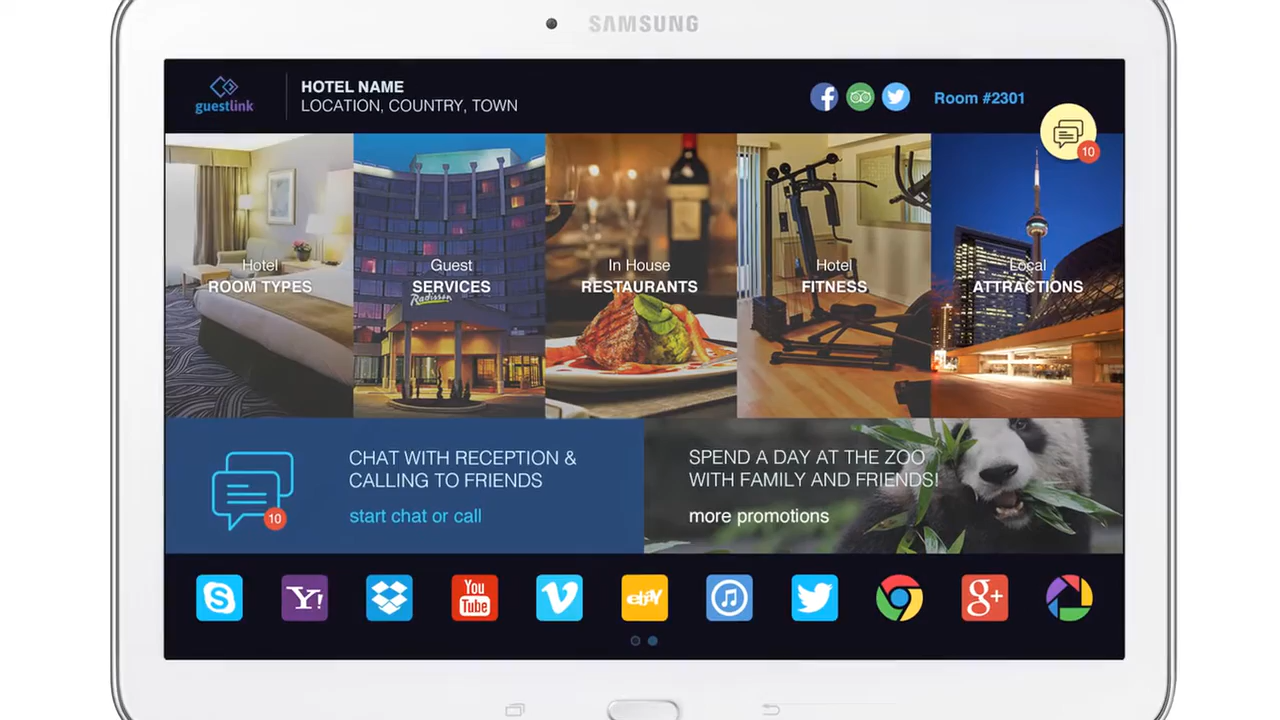 SAMSUNG
guestlink
HOTEL NAME
LOCATION, COUNTRY, TOWN
Room #2301
10
Hotel
ROOM TYPES
Guest
SERVICES
Radisson
In House
RESTAURANTS
Hotel
FITNESS
Local
ATTRACTIONS
CHAT WITH RECEPTION &
CALLING TO FRIENDS
start chat or call
10
SPEND A DAY AT THE ZOO
WITH FAMILY AND FRIENDS!
more promotions
Y!
You
Tube
ebay
g+